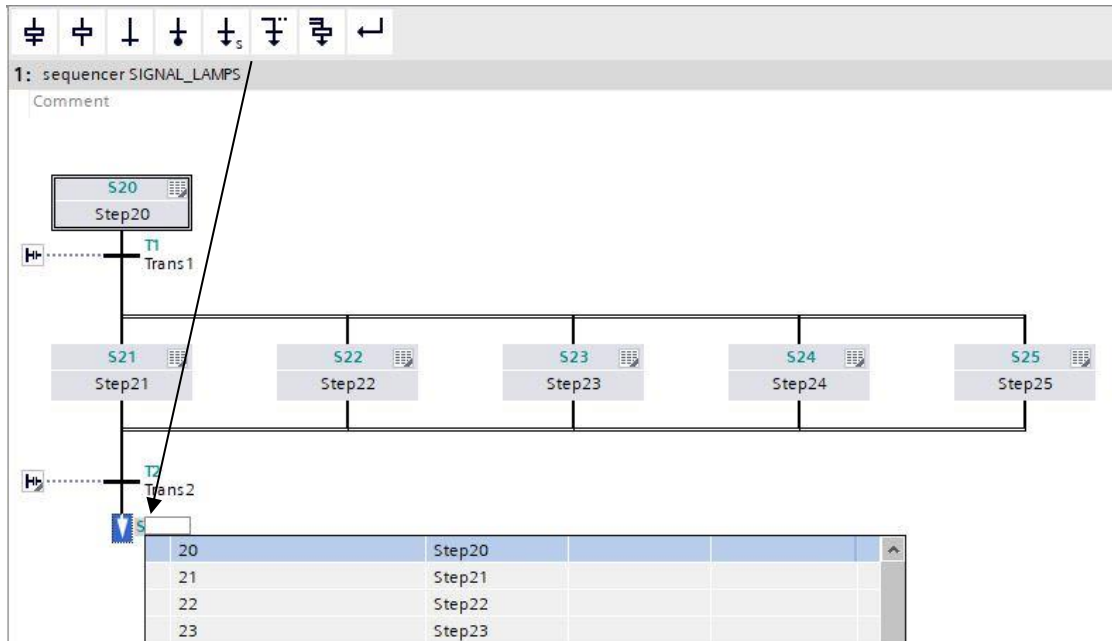 S
1: sequencer SIGNAL_LAMPS
Comment
S20
Step20
T1
Trans1
S21 S22 S23 S24 S25
Step21 Step22 Step23 Step24 Step25
T2
Trans2
S
20 Step20
21 Step21
22 Step22
23 Step23